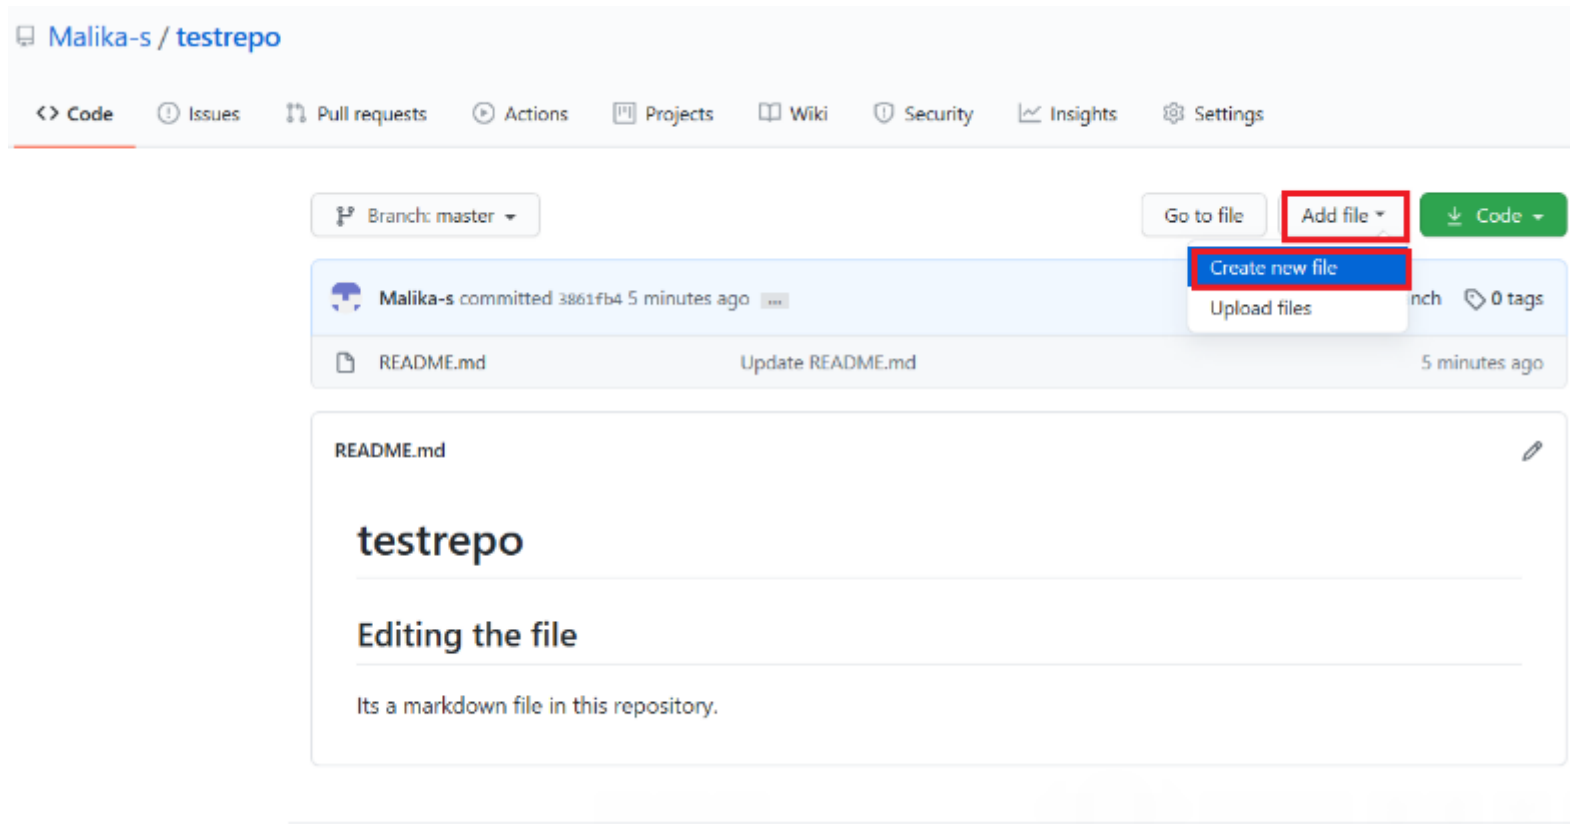 Malika-s / testrepo
Code Issues Pull requests Actions Projects Wiki Security Insights Settings
Branch: master Go to file Add file Code
Create new file
Malika-s committed 3861fb4 5 minutes ago ... nch 0 tags
Upload files
README.md Update README.md 5 minutes ago
README.md
testrepo
Editing the file
Its a markdown file in this repository.